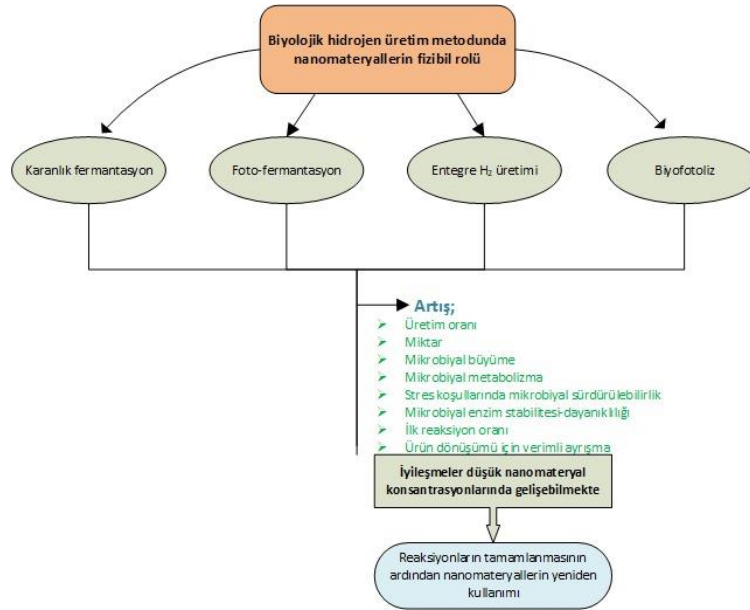 Biyolojik hidrojen üretim metodunda
nanomateryallerin fizibil rolü
Karanlık fermantasyon
Foto-fermantasyon
Entegre H₂ üretimi
Biyofotoliz
Artış;
Üretim oranı
Miktar
Mikrobiyal büyüme
Mikrobiyal metabolizma
Stres koşullarında mikrobiyal sürdürülebilirlik
Mikrobiyal enzim stabilitesi-dayanıklılığı
İlk reaksiyon oranı
Ürün dönüşümü için verimli ayrışma
İyileşmeler düşük nanomateryal
konsantrasyonlarında gelişebilmekte
Reaksiyonların tamamlanmasının
ardından nanomateryallerin yeniden
kullanımı